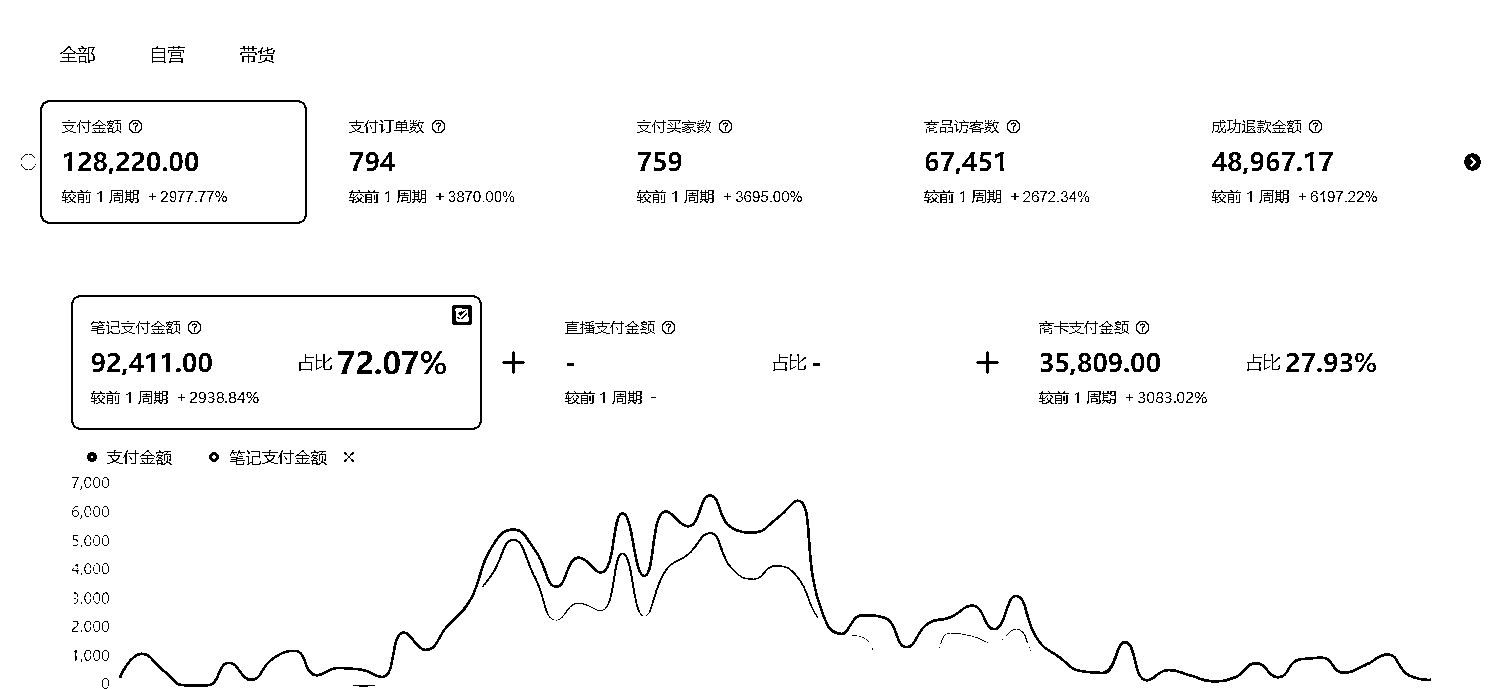 全部 自营 带货
支付金额 支付订单数 支付买家数 商品访客数 成功退款金额
128,220.00 794 759 67,451 48,967.17
较前 1 周期 +2977.77% 较前 1 周期 +3870.00% 较前 1 周期 +3695.00% 较前 1 周期 +2672.34% 较前 1 周期 +6197.22%
笔记支付金额 直播支付金额 商卡支付金额
92,411.00 占比 72.07% + - 占比 - + 35,809.00 占比 27.93%
较前 1 周期 +2938.84% 较前 1 周期 - 较前 1 周期 +3083.02%
支付金额 笔记支付金额
7,000
6,000
5,000
4,000
3,000
2,000
1,000
0